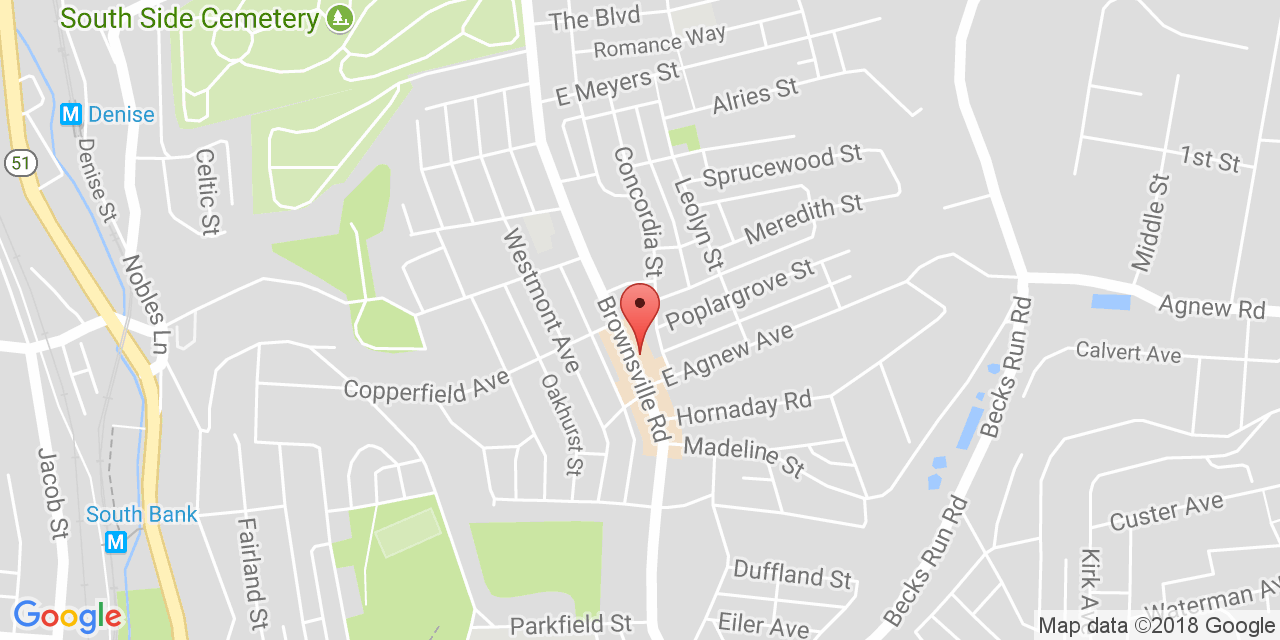 South Side Cemetery
The Blvd
Romance Way
E Meyers St
Alries St
M Denise
51
Denise St
Celtic St
Nobles Ln
Concordia St
Leolyn St
Sprucewood St
Meredith St
1st St
Middle St
Westmont Ave
Brownsville Rd
Poplargrove St
E Agnew Ave
Agnew Rd
Becks Run Rd
Calvert Ave
Copperfield Ave
Oakhurst St
Hornaday Rd
Madeline St
Jacob St
South Bank
M
Fairland St
Becks Run Rd
Custer Ave
Kirk Av
Waterman Av
Duffland St
Eiler Ave
Parkfield St
Google
Map data ©2018 Google